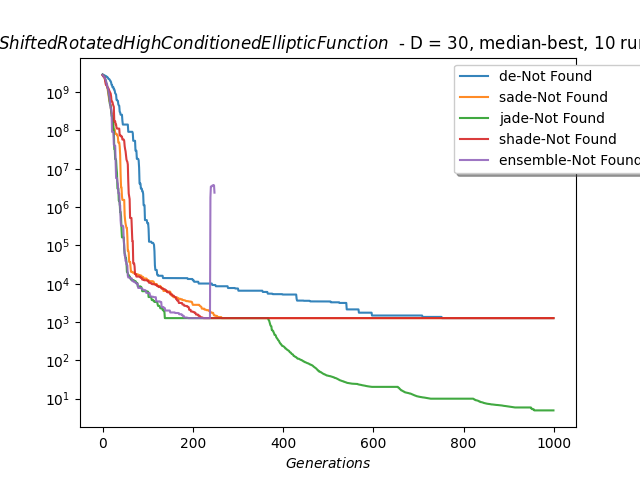 ShiftedRotatedHighConditionedEllipticFunction - D = 30, median-best, 10
de-Not Found
sade-Not Found
jade-Not Found
shade-Not Found
ensemble-Not Found
10⁹
10⁸
10⁷
10⁶
10⁵
10⁴
10³
10²
10¹
0 200 400 600 800 1000
Generations